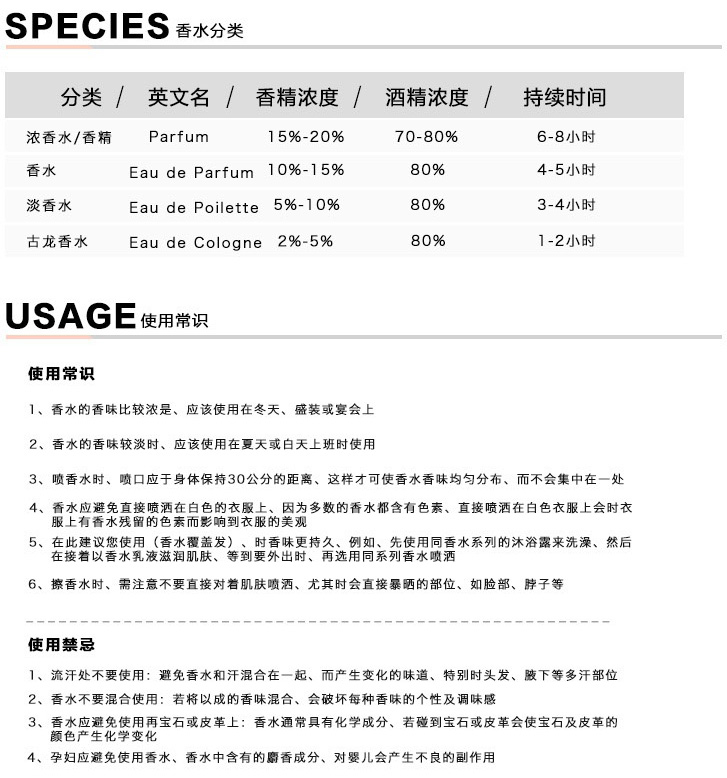 SPECIES 香水分类
分类 / 英文名 / 香精浓度 / 酒精浓度 / 持续时间
浓香水/香精 Parfum 15%-20% 70-80% 6-8小时
香水 Eau de Parfum 10%-15% 80% 4-5小时
淡香水 Eau de Poilette 5%-10% 80% 3-4小时
古龙香水 Eau de Cologne 2%-5% 80% 1-2小时
USAGE 使用常识
使用常识
1、香水的香味比较浓是、应该使用在冬天、盛装或宴会上
2、香水的香味较淡时、应该使用在夏天或白天上班时使用
3、喷香水时、喷口应于身体保持30公分的距离、这样才可使香水香味均匀分布、而不会集中在一处
4、香水应避免直接喷洒在白色的衣服上、因为多数的香水都含有色素、直接喷洒在白色衣服上会时衣
服上有香水残留的色素而影响到衣服的美观
5、在此建议您使用（香水覆盖发）、时香味更持久、例如、先使用同香水系列的沐浴露来洗澡、然后
在接着以香水乳液滋润肌肤、等到要外出时、再选用同系列香水喷洒
6、擦香水时、需注意不要直接对着肌肤喷洒、尤其时会直接暴晒的部位、如脸部、脖子等
使用禁忌
1、流汗处不要使用：避免香水和汗混合在一起、而产生变化的味道、特别时头发、腋下等多汗部位
2、香水不要混合使用：若将以成的香味混合、会破坏每种香味的个性及调味感
3、香水应避免使用再宝石或皮革上：香水通常具有化学成分、若碰到宝石或皮革会使宝石及皮革的
颜色产生化学变化
4、孕妇应避免使用香水、香水中含有的麝香成分、对婴儿会产生不良的副作用